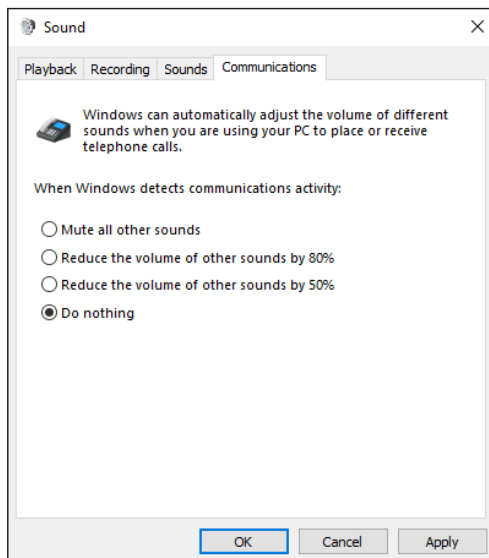 Sound
Playback Recording Sounds Communications
Windows can automatically adjust the volume of different
sounds when you are using your PC to place or receive
telephone calls.
When Windows detects communications activity:
Mute all other sounds
Reduce the volume of other sounds by 80%
Reduce the volume of other sounds by 50%
Do nothing
OK Cancel Apply